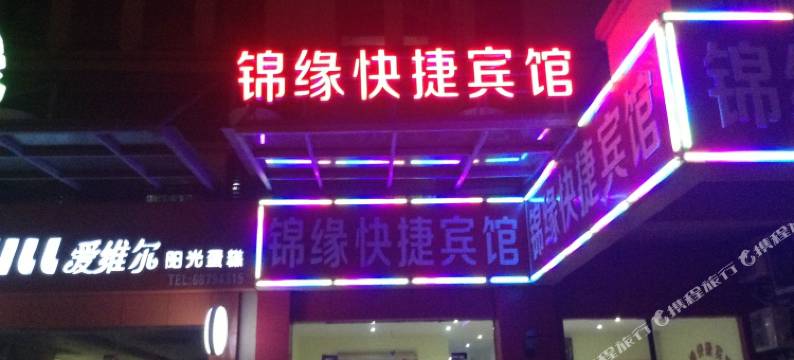 锦缘快捷宾馆
锦缘快捷宾馆
锦缘快捷宾馆
锦
爱维尔 阳光蛋糕
携程旅行
携程旅行